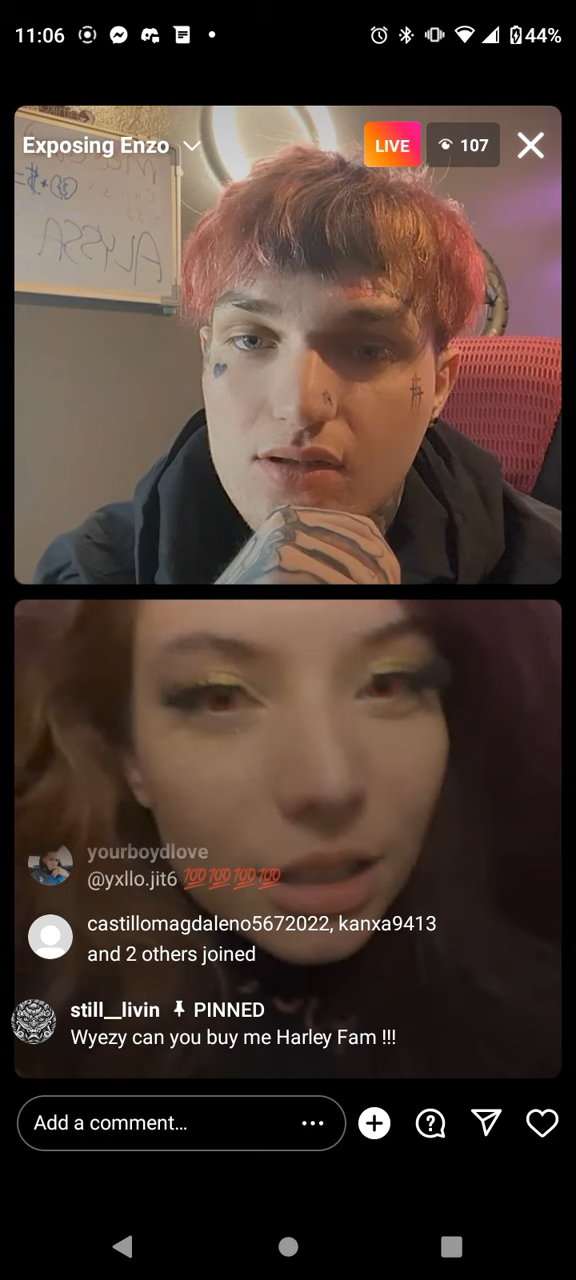 11:06
44%
Exposing Enzo
LIVE
107
ALYSSA
yourboydlove
@yxllo.jit6 💯💯💯💯
castillomagdaleno5672022, kanxa9413
and 2 others joined
still__livin PINNED
Wyezy can you buy me Harley Fam !!!
Add a comment...